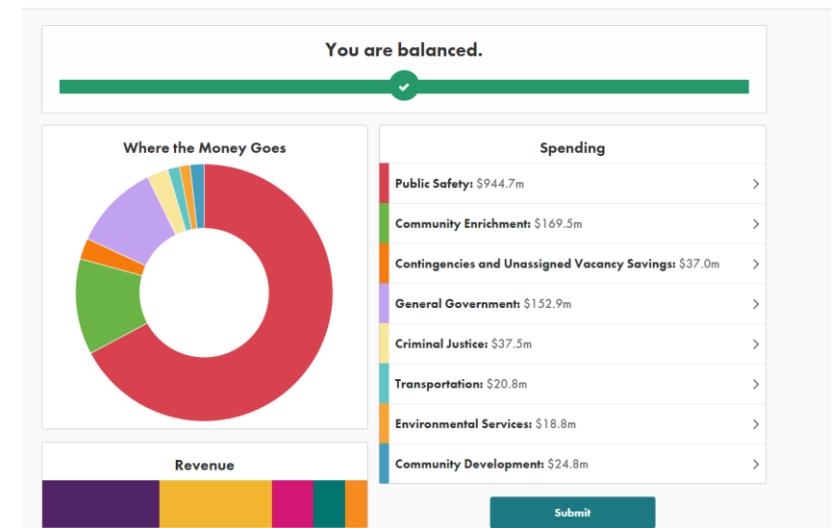 You are balanced.
Where the Money Goes
Spending
Public Safety: $944.7m
Community Enrichment: $169.5m
Contingencies and Unassigned Vacancy Savings: $37.0m
General Government: $152.9m
Criminal Justice: $37.5m
Transportation: $20.8m
Environmental Services: $18.8m
Community Development: $24.8m
Revenue
Submit